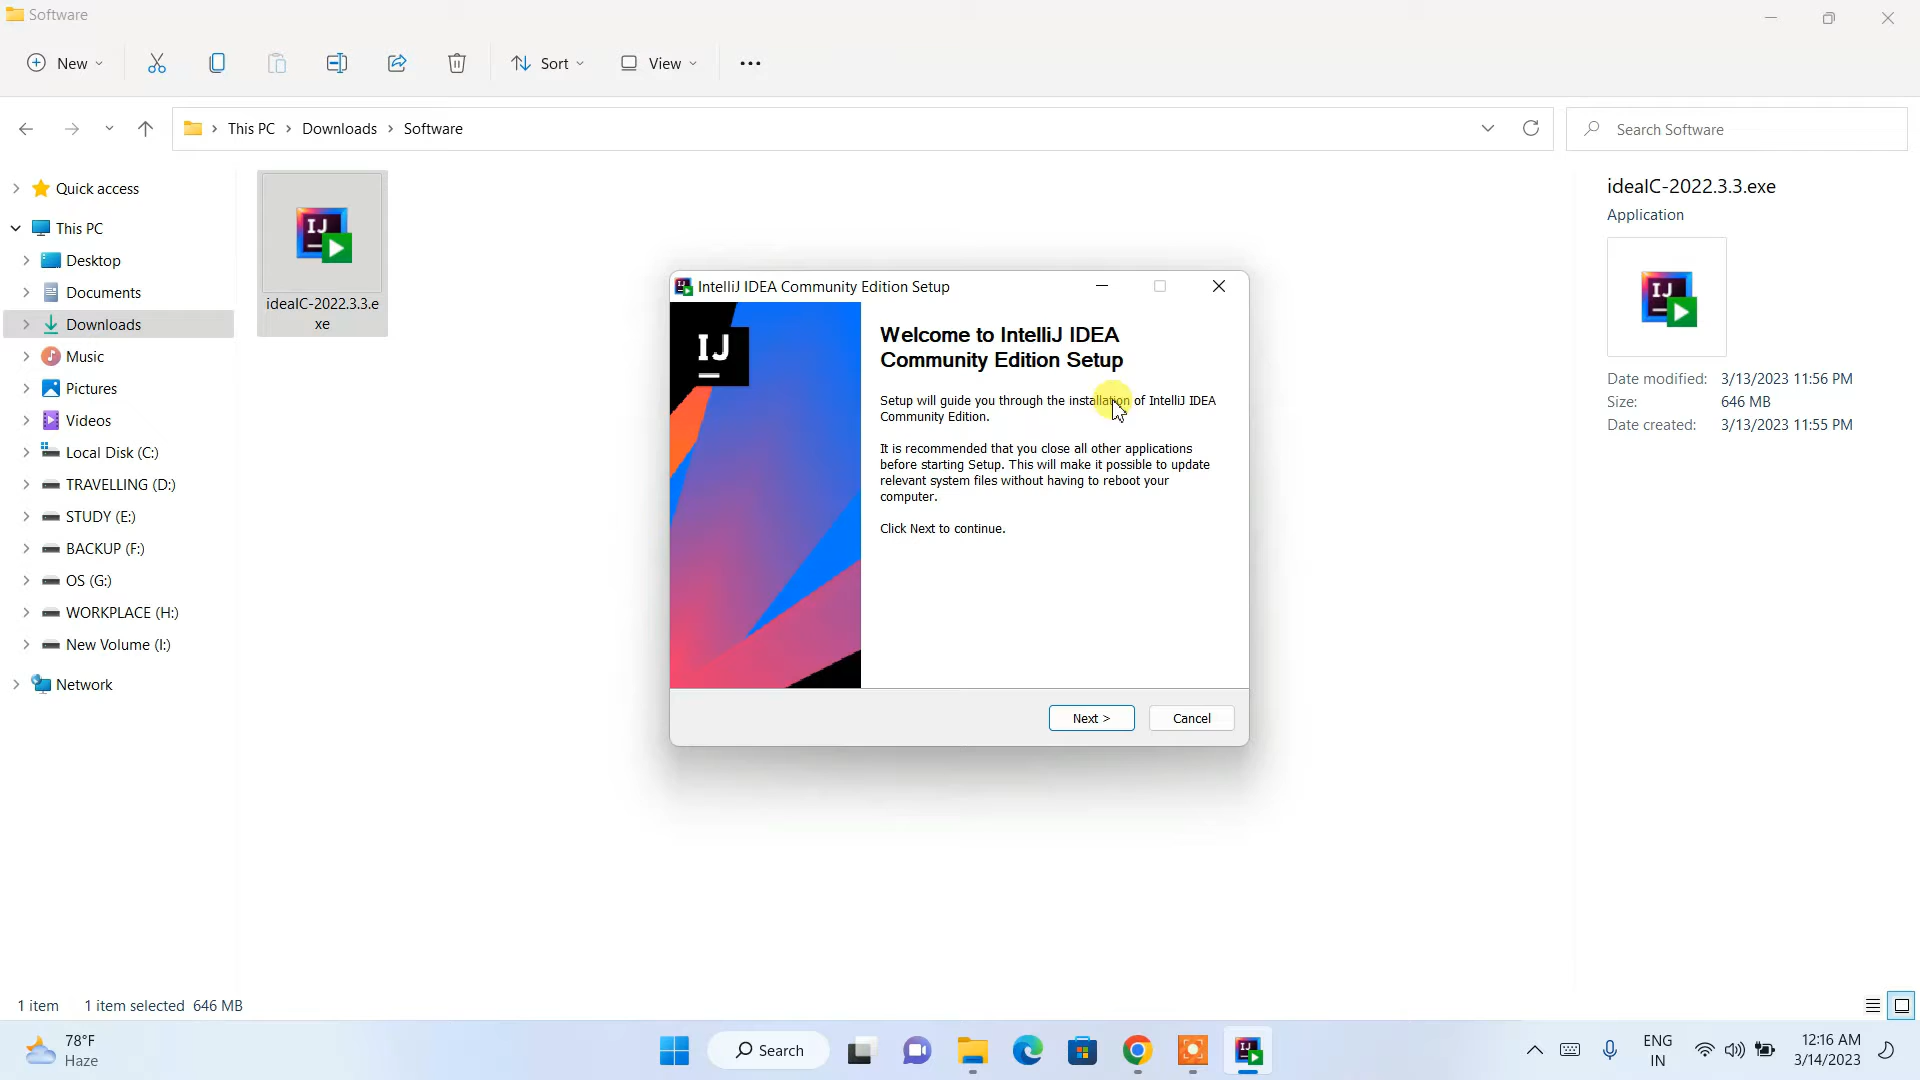 Software
New
Sort
View
This PC
Downloads
Software
Search Software
Quick access
This PC
Desktop
Documents
Downloads
Music
Pictures
Videos
Local Disk (C:)
TRAVELLING (D:)
STUDY (E:)
BACKUP (F:)
OS (G:)
WORKPLACE (H:)
New Volume (I:)
Network
IJ
ideaIC-2022.3.3.e
xe
IntelliJ IDEA Community Edition Setup
IJ
Welcome to IntelliJ IDEA
Community Edition Setup
Setup will guide you through the installation of IntelliJ IDEA
Community Edition.
It is recommended that you close all other applications
before starting Setup. This will make it possible to update
relevant system files without having to reboot your
computer.
Click Next to continue.
Next >
Cancel
ideaIC-2022.3.3.exe
Application
IJ
Date modified: 3/13/2023 11:56 PM
Size: 646 MB
Date created: 3/13/2023 11:55 PM
1 item 1 item selected 646 MB
78°F
Haze
Search
IJ
ENG
IN
12:16 AM
3/14/2023